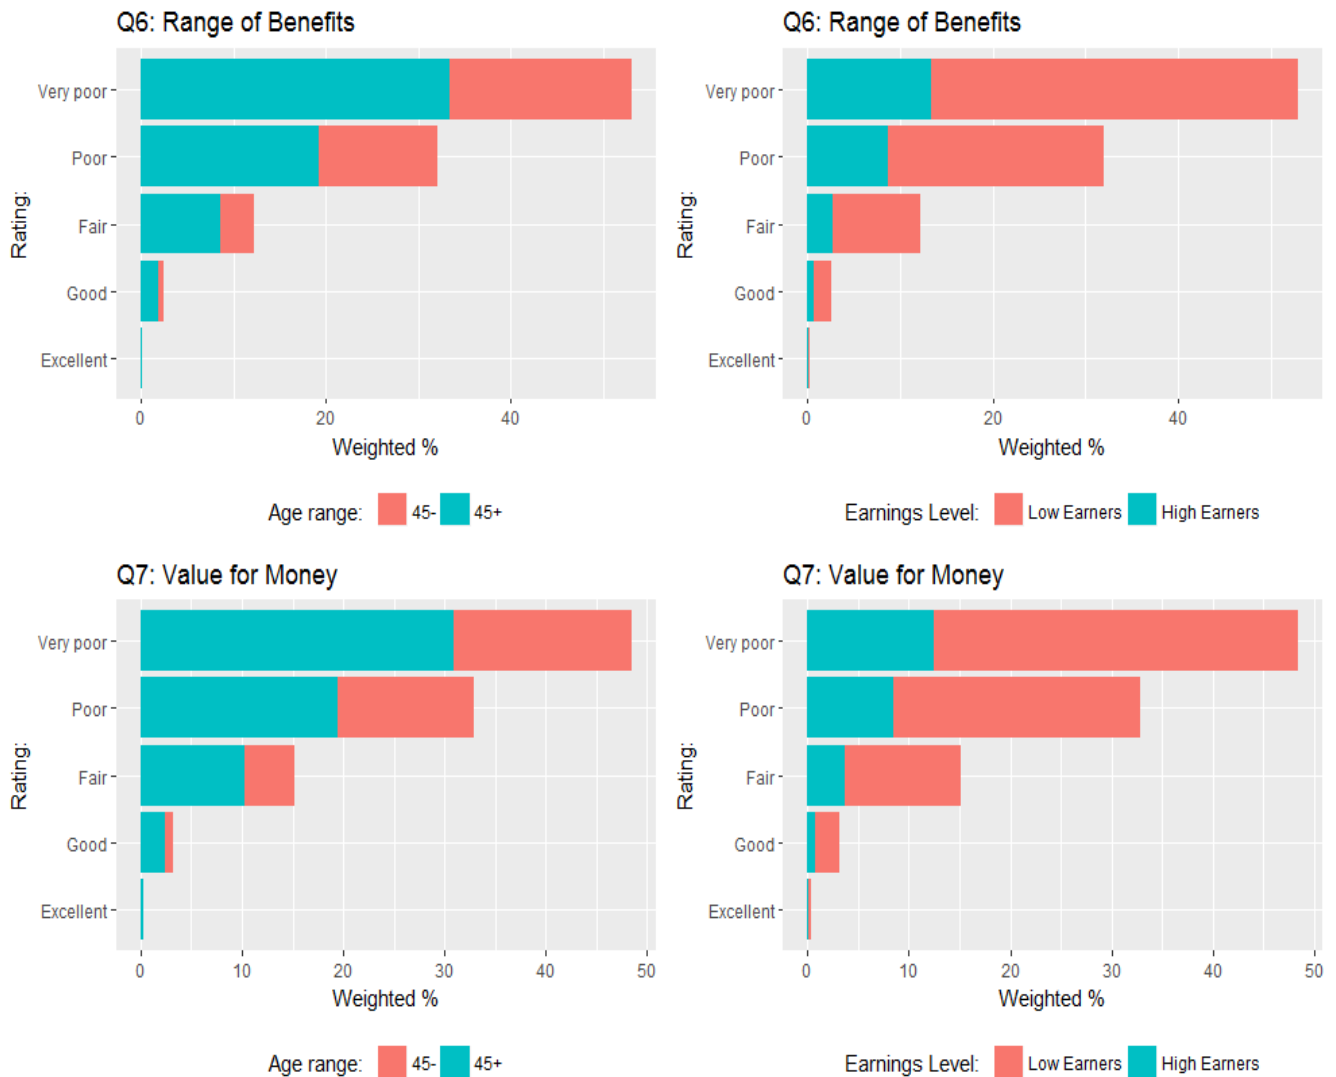 Q6: Range of Benefits
Rating:
Very poor
Poor
Fair
Good
Excellent
0 20 40
Weighted %
Age range: 45- 45+
Q6: Range of Benefits
Rating:
Very poor
Poor
Fair
Good
Excellent
0 20 40
Weighted %
Earnings Level: Low Earners High Earners
Q7: Value for Money
Rating:
Very poor
Poor
Fair
Good
Excellent
0 10 20 30 40 50
Weighted %
Age range: 45- 45+
Q7: Value for Money
Rating:
Very poor
Poor
Fair
Good
Excellent
0 10 20 30 40 50
Weighted %
Earnings Level: Low Earners High Earners